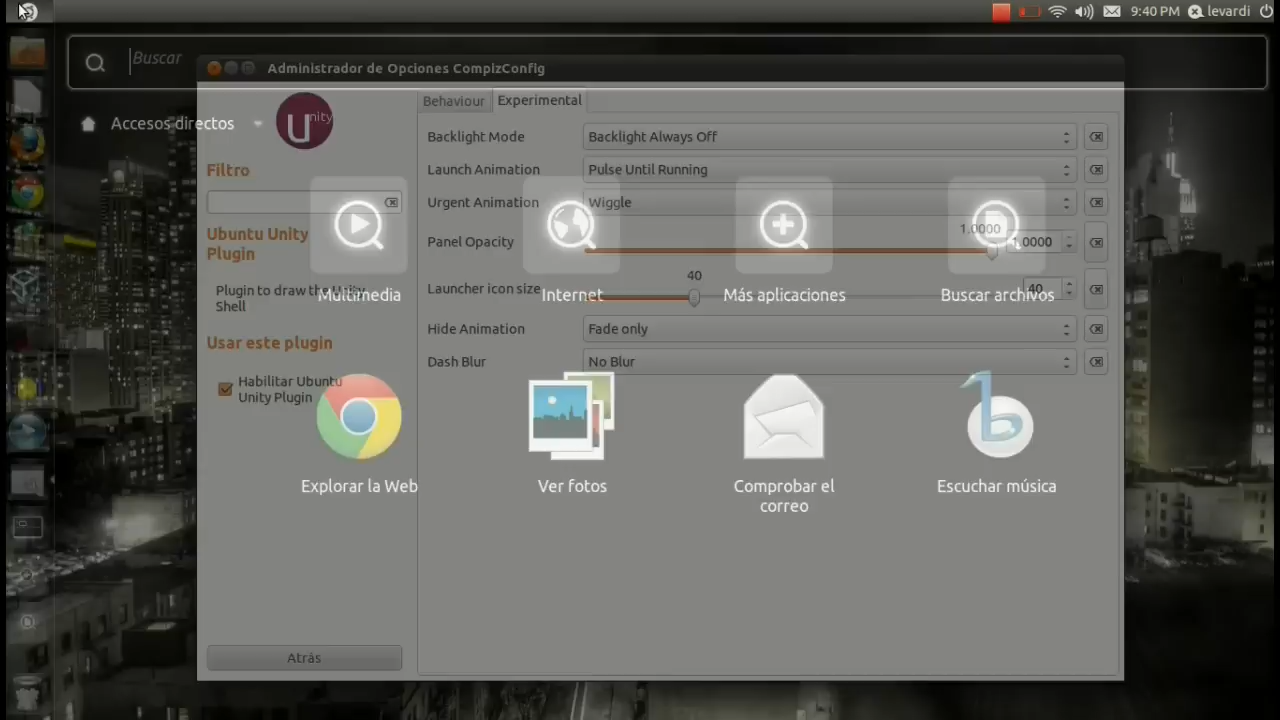 9:40 PM levardi
Buscar
Administrador de Opciones CompizConfig
Accesos directos
Unity
Behaviour Experimental
Filtro
Backlight Mode Backlight Always Off
Launch Animation Pulse Until Running
Urgent Animation Wiggle
Ubuntu Unity
Plugin
Panel Opacity 1.0000 1.0000
Plugin to draw the Unity
Shell
Launcher icon size 40 40
Multimedia Internet Más aplicaciones Buscar archivos
Usar este plugin
Hide Animation Fade only
Dash Blur No Blur
Habilitar Ubuntu
Unity Plugin
Explorar la Web Ver fotos Comprobar el
correo Escuchar música
Atrás